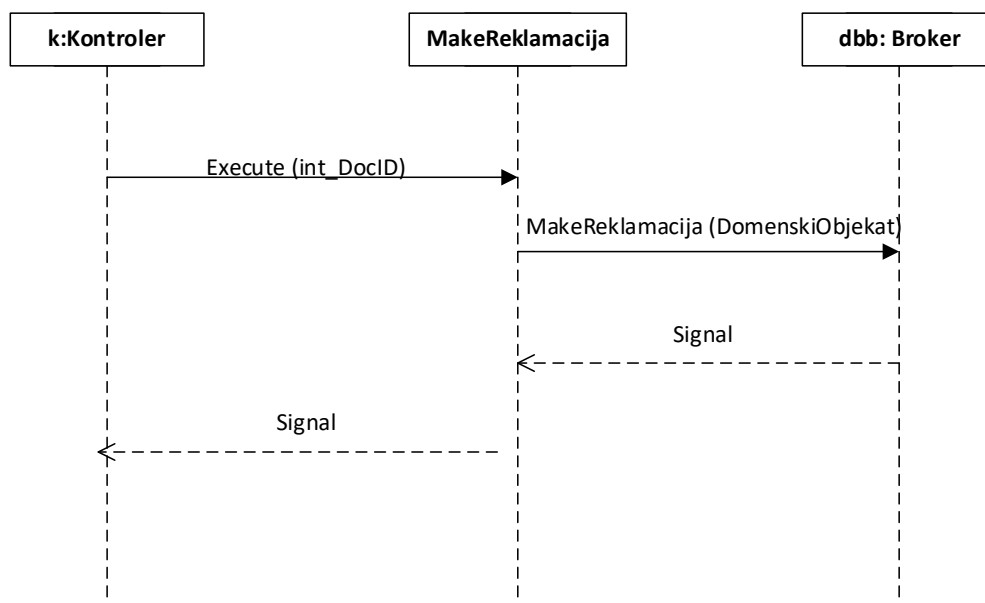 k:Kontroler
MakeReklamacija
dbb: Broker
Execute (int_DocID)
MakeReklamacija (DomenskiObjekat)
Signal
Signal